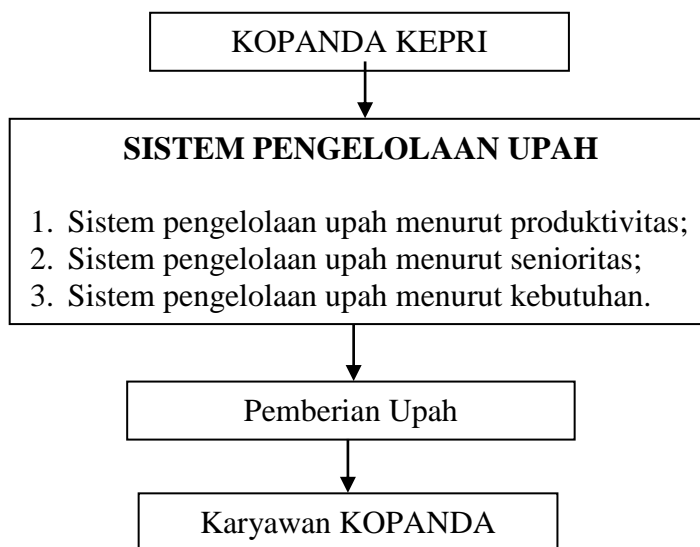 KOPANDA KEPRI
SISTEM PENGELOLAAN UPAH
1. Sistem pengelolaan upah menurut produktivitas;
2. Sistem pengelolaan upah menurut senioritas;
3. Sistem pengelolaan upah menurut kebutuhan.
Pemberian Upah
Karyawan KOPANDA